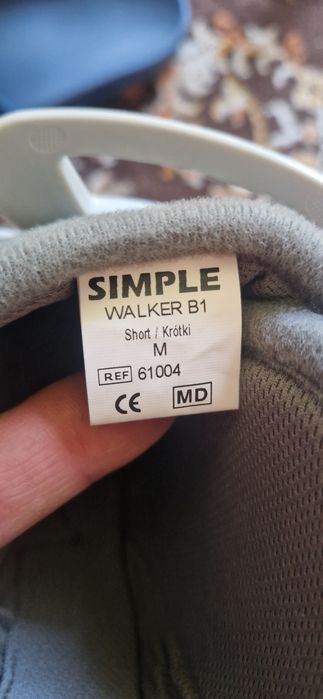 SIMPLE
WALKER B1
Short / Krótki
M
REF 61004
CE MD